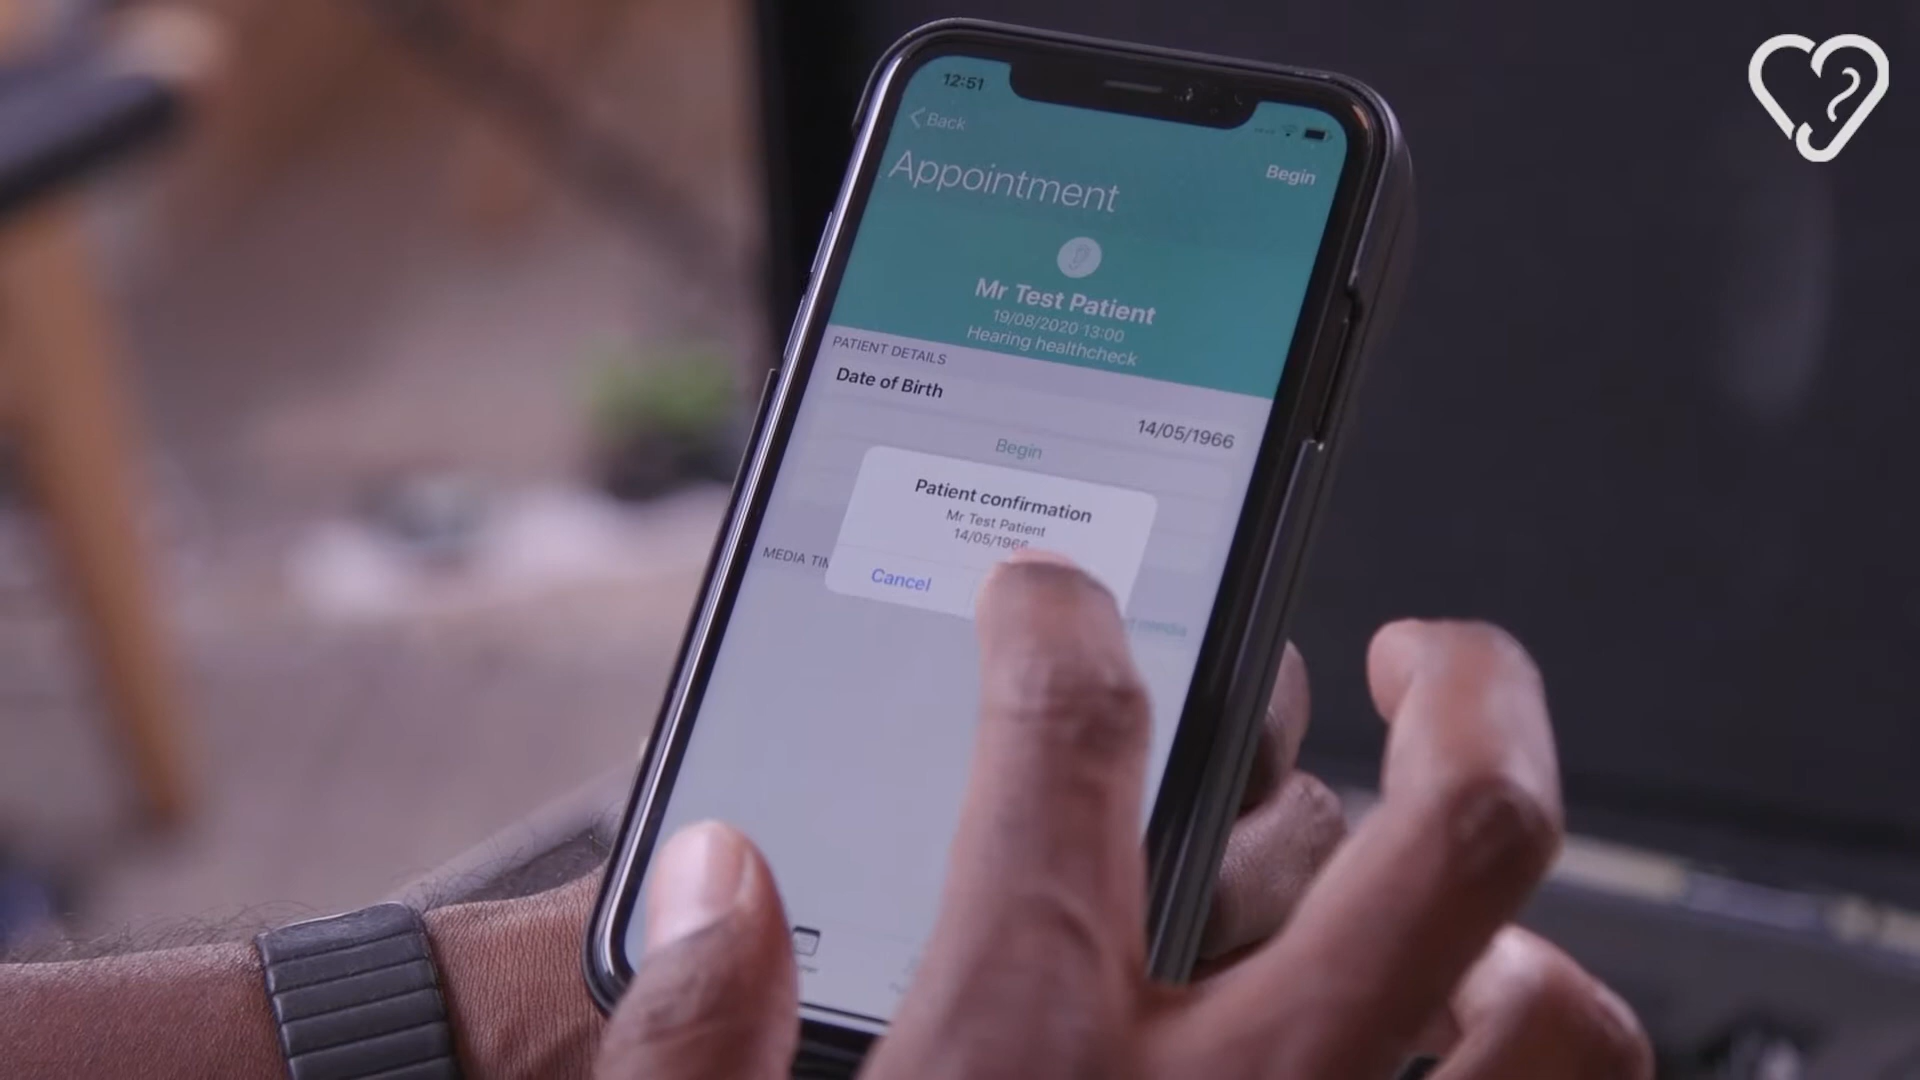 12:51
Back
Begin
Appointment
Mr Test Patient
19/08/2020 13:00
Hearing healthcheck
PATIENT DETAILS
Date of Birth
14/05/1966
Begin
Patient confirmation
Mr Test Patient
14/05/1966
Cancel
MEDIA
media